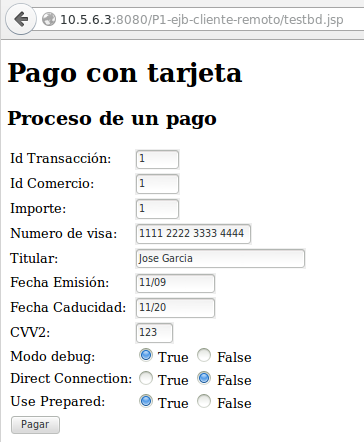 10.5.6.3:8080/P1-ejb-cliente-remoto/testbd.jsp
Pago con tarjeta
Proceso de un pago
Id Transacción: 1
Id Comercio: 1
Importe: 1
Numero de visa: 1111 2222 3333 4444
Titular: Jose Garcia
Fecha Emisión: 11/09
Fecha Caducidad: 11/20
CVV2: 123
Modo debug: True False
Direct Connection: True False
Use Prepared: True False
Pagar